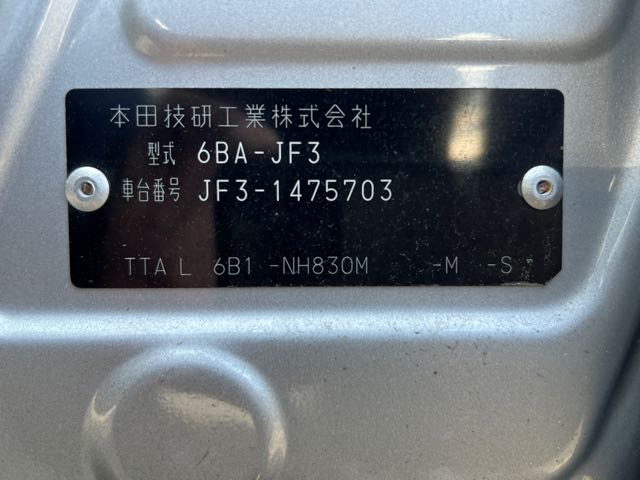 本田技研工業株式会社
型式 6BA-JF3
車台番号 JF3-1475703
TTA L 6B1 -NH830M -M -S